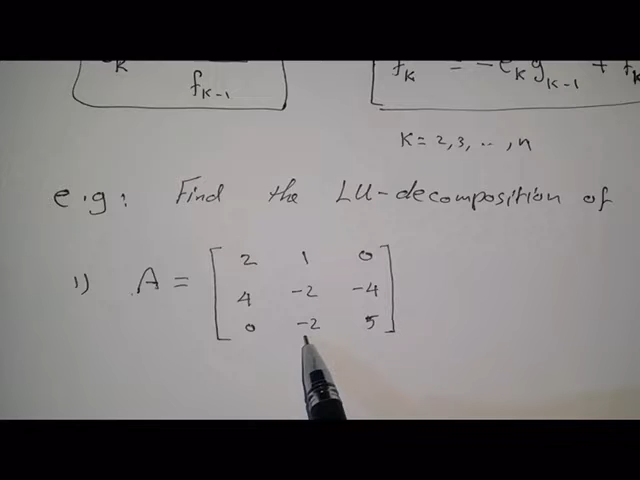 f_{K-1}
f_K = -e_K g_{K-1} + f_K
K = 2,3, .., n
e.g: Find the LU-decomposition of
1) A = [ 2 1 0
4 -2 -4
0 -2 5 ]